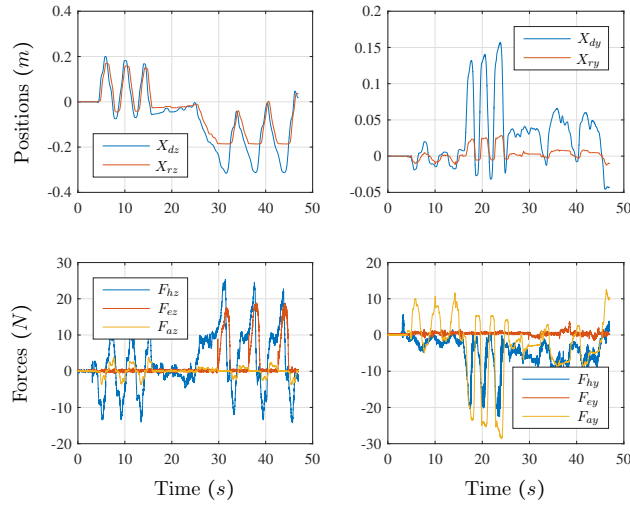 0.4
0.2
0
-0.2
-0.4
0 10 20 30 40 50
Positions (m)
X_dz
X_rz
0.2
0.15
0.1
0.05
0
-0.05
0 10 20 30 40 50
X_dy
X_ry
30
20
10
0
-10
-20
0 10 20 30 40 50
Forces (N)
Time (s)
F_hz
F_ez
F_az
20
10
0
-10
-20
-30
0 10 20 30 40 50
Time (s)
F_hy
F_ey
F_ay